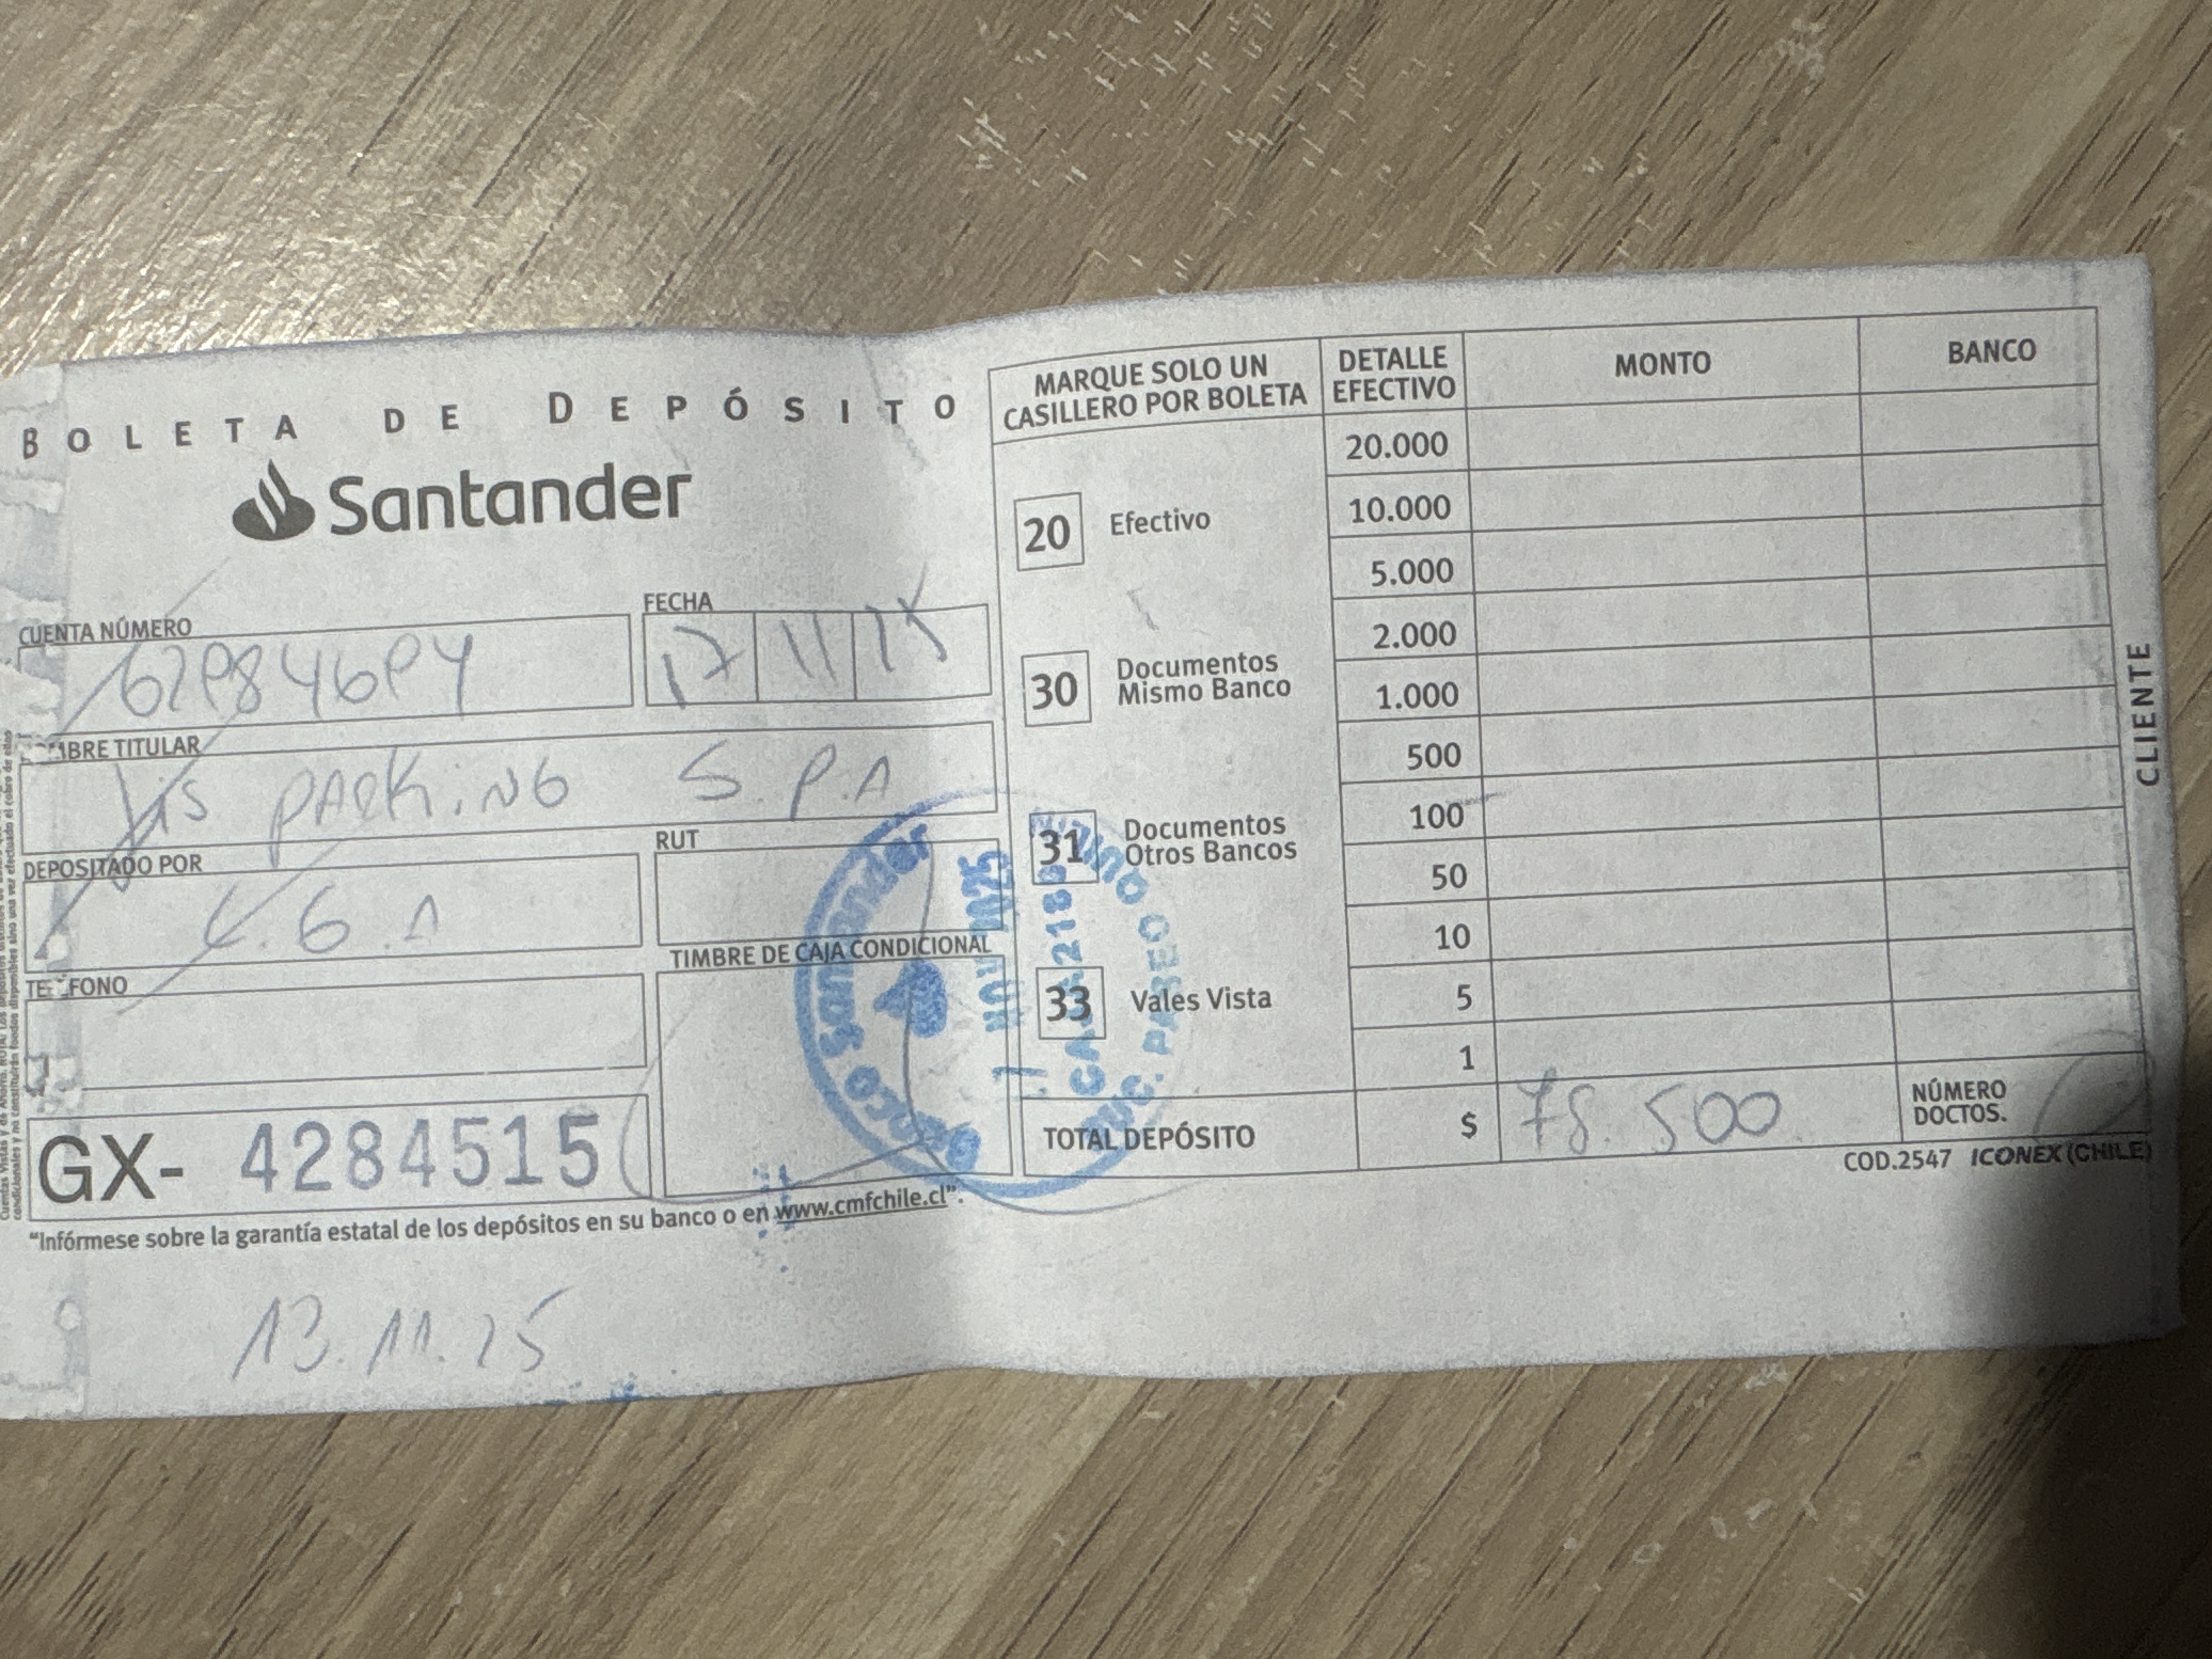 BOLETA DE DEPÓSITO
Santander
CUENTA NÚMERO
FECHA
17 11 25
TITULAR
PARKING S.P.A
DEPOSITADO POR
RUT
TIMBRE DE CAJA CONDICIONAL
GX- 4284515
"Infórmese sobre la garantía estatal de los depósitos en su banco o en www.cmfchile.cl".
13.11.25
MARQUE SOLO UN CASILLERO POR BOLETA
20 Efectivo
30 Documentos Mismo Banco
31 Documentos Otros Bancos
33 Vales Vista
DETALLE EFECTIVO
MONTO
BANCO
20.000
10.000
5.000
2.000
1.000
500
100
50
10
5
1
TOTAL DEPÓSITO $ 78.500
NÚMERO DOCTOS.
COD.2547 ICONEX (CHILE)
CLIENTE
Banco Santander